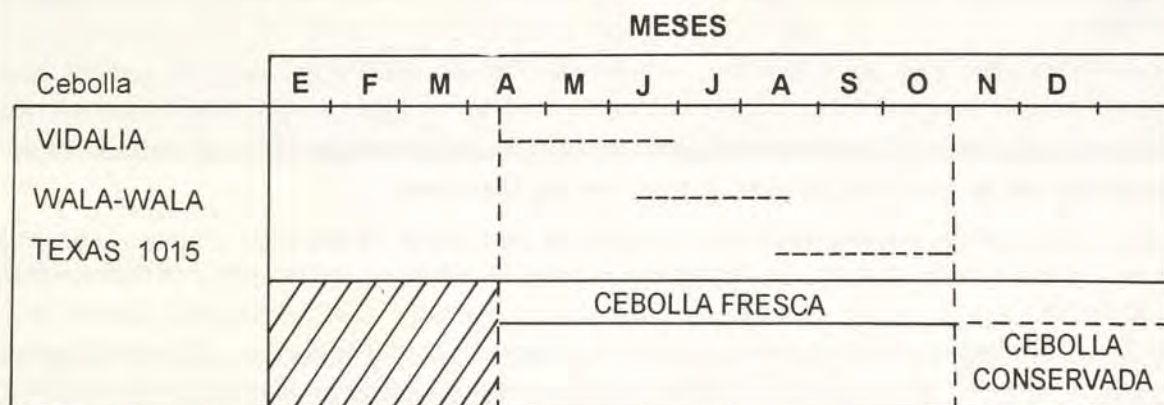 MESES
Cebolla E F M A M J J A S O N D
VIDALIA
WALA-WALA
TEXAS 1015
CEBOLLA FRESCA
CEBOLLA
CONSERVADA